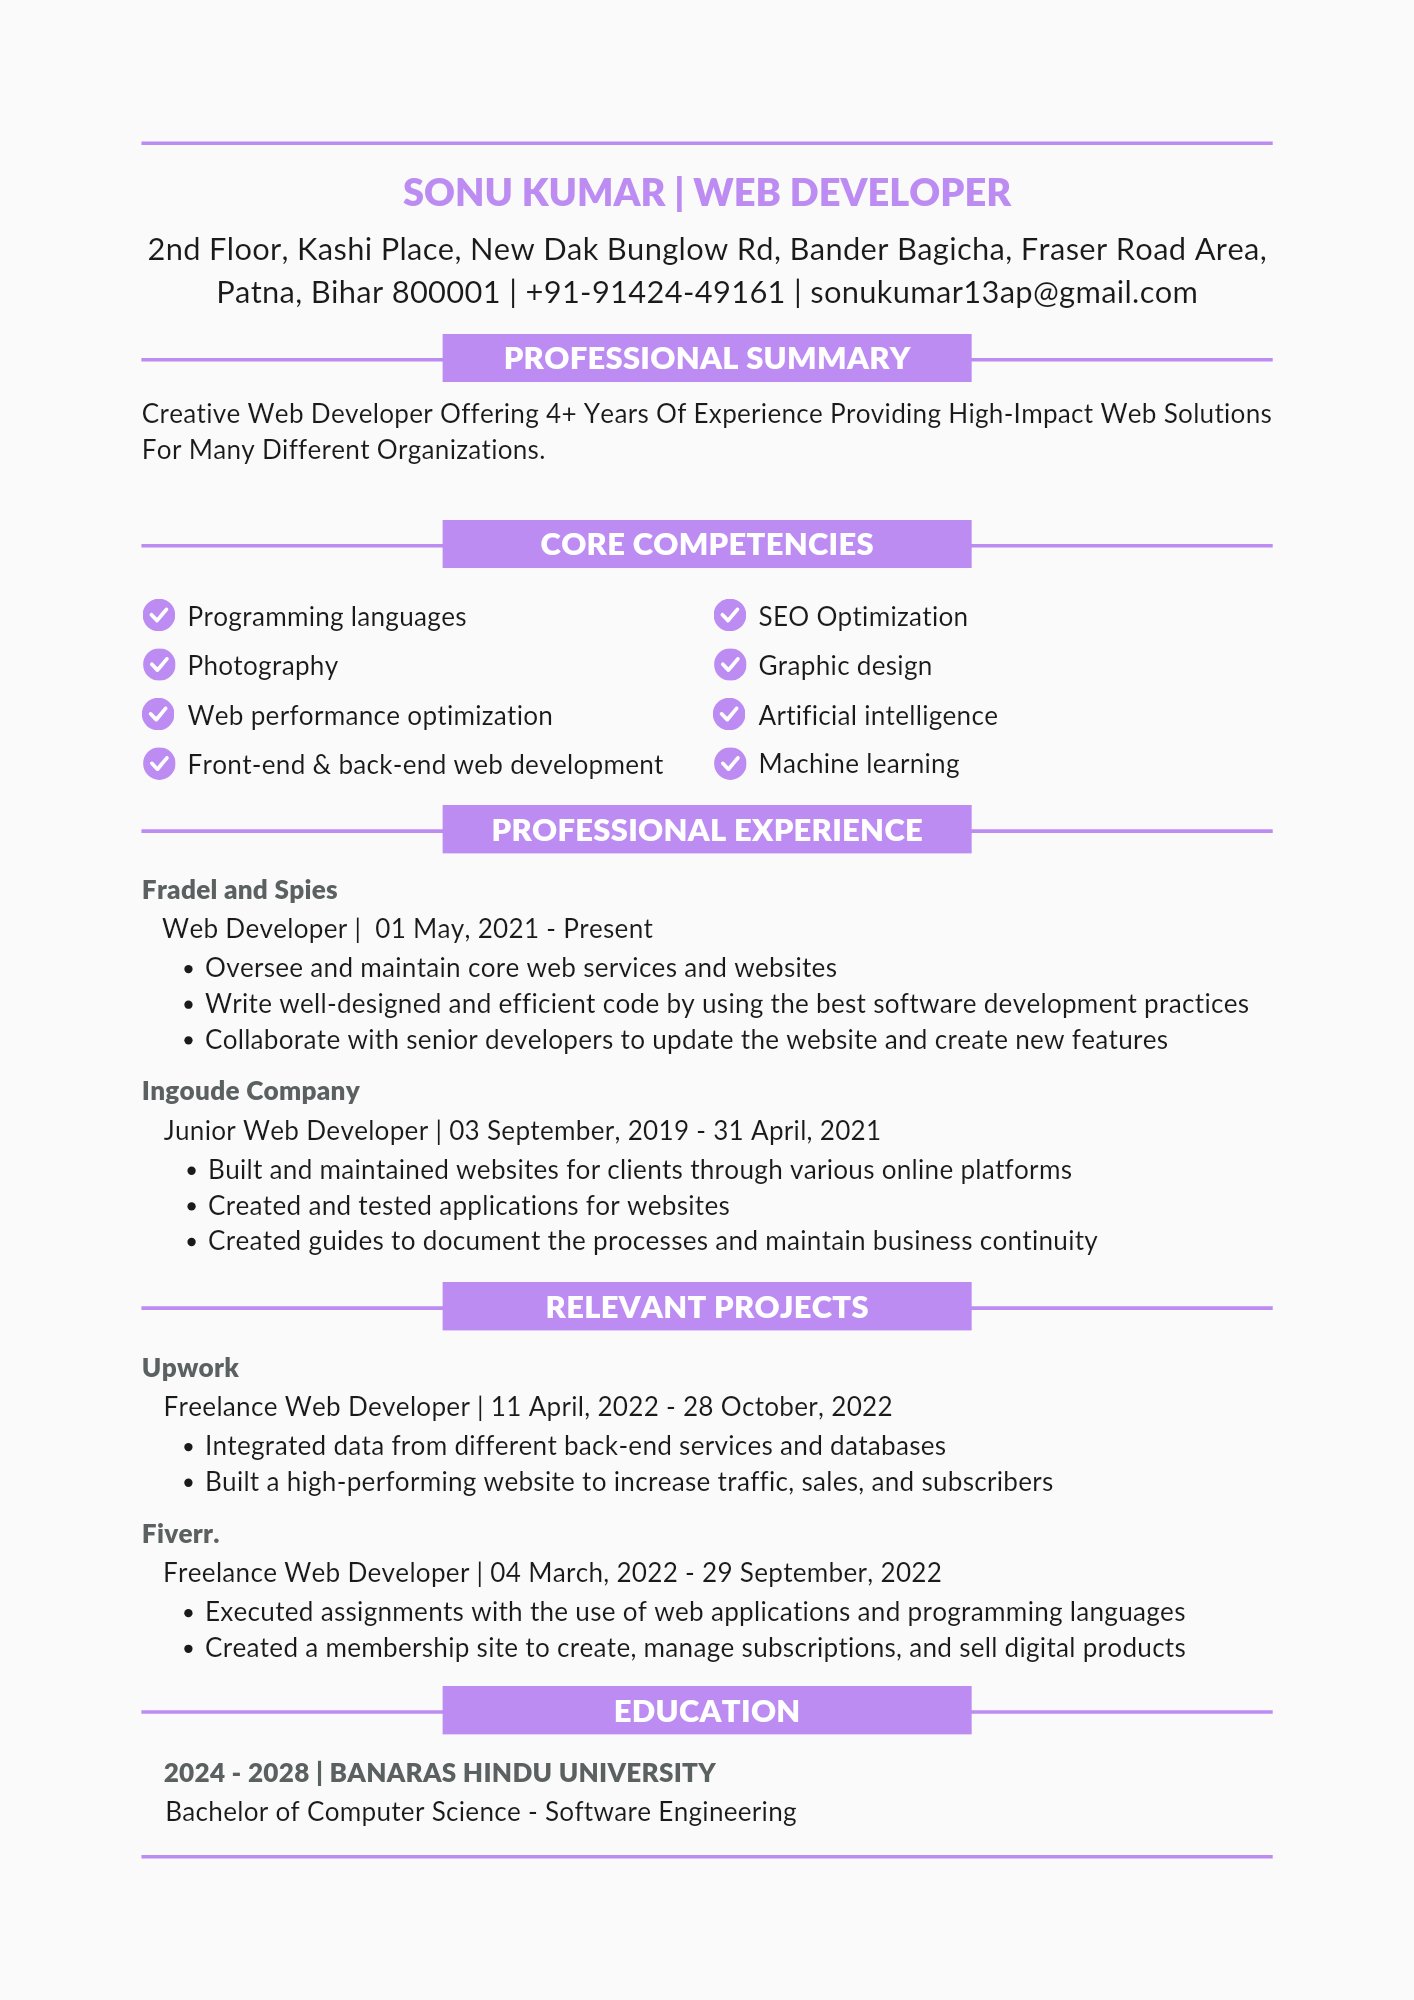 SONU KUMAR | WEB DEVELOPER
2nd Floor, Kashi Place, New Dak Bunglow Rd, Bander Bagicha, Fraser Road Area,
Patna, Bihar 800001 | +91-91424-49161 | sonukumar13ap@gmail.com
PROFESSIONAL SUMMARY
Creative Web Developer Offering 4+ Years Of Experience Providing High-Impact Web Solutions
For Many Different Organizations.
CORE COMPETENCIES
Programming languages
Photography
Web performance optimization
Front-end & back-end web development
SEO Optimization
Graphic design
Artificial intelligence
Machine learning
PROFESSIONAL EXPERIENCE
Fradel and Spies
Web Developer |  01 May, 2021 - Present
• Oversee and maintain core web services and websites
• Write well-designed and efficient code by using the best software development practices
• Collaborate with senior developers to update the website and create new features
Ingoude Company
Junior Web Developer | 03 September, 2019 - 31 April, 2021
• Built and maintained websites for clients through various online platforms
• Created and tested applications for websites
• Created guides to document the processes and maintain business continuity
RELEVANT PROJECTS
Upwork
Freelance Web Developer | 11 April, 2022 - 28 October, 2022
• Integrated data from different back-end services and databases
• Built a high-performing website to increase traffic, sales, and subscribers
Fiverr.
Freelance Web Developer | 04 March, 2022 - 29 September, 2022
• Executed assignments with the use of web applications and programming languages
• Created a membership site to create, manage subscriptions, and sell digital products
EDUCATION
2024 - 2028 | BANARAS HINDU UNIVERSITY
Bachelor of Computer Science - Software Engineering